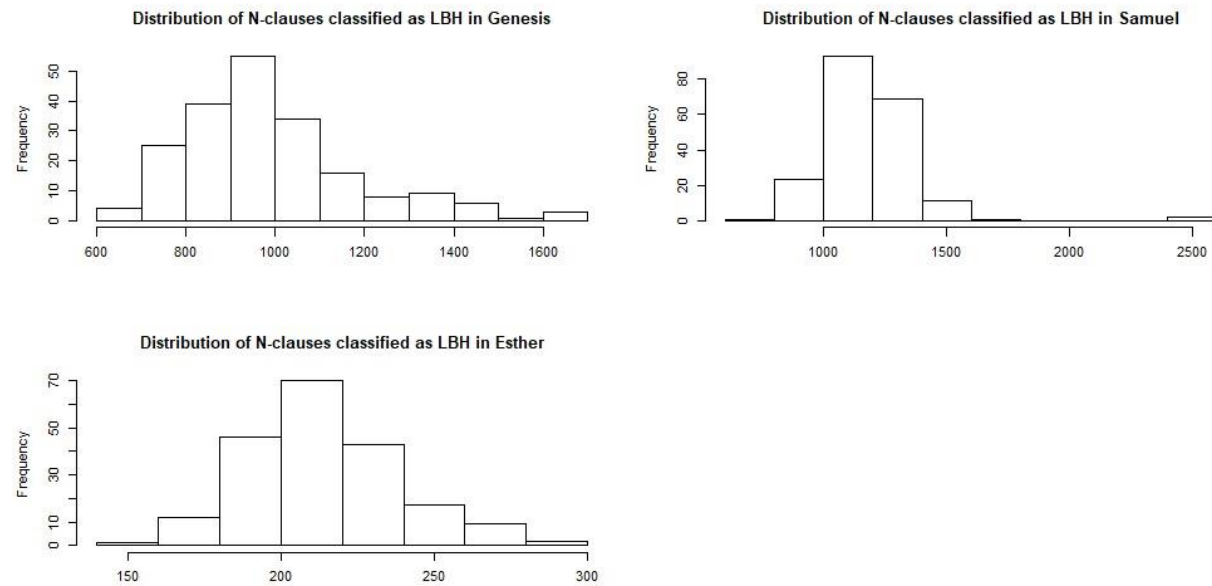 Distribution of N-clauses classified as LBH in Genesis
Frequency
0 10 20 30 40 50
600 800 1000 1200 1400 1600
Distribution of N-clauses classified as LBH in Samuel
Frequency
0 20 40 60 80
1000 1500 2000 2500
Distribution of N-clauses classified as LBH in Esther
Frequency
0 10 30 50 70
150 200 250 300